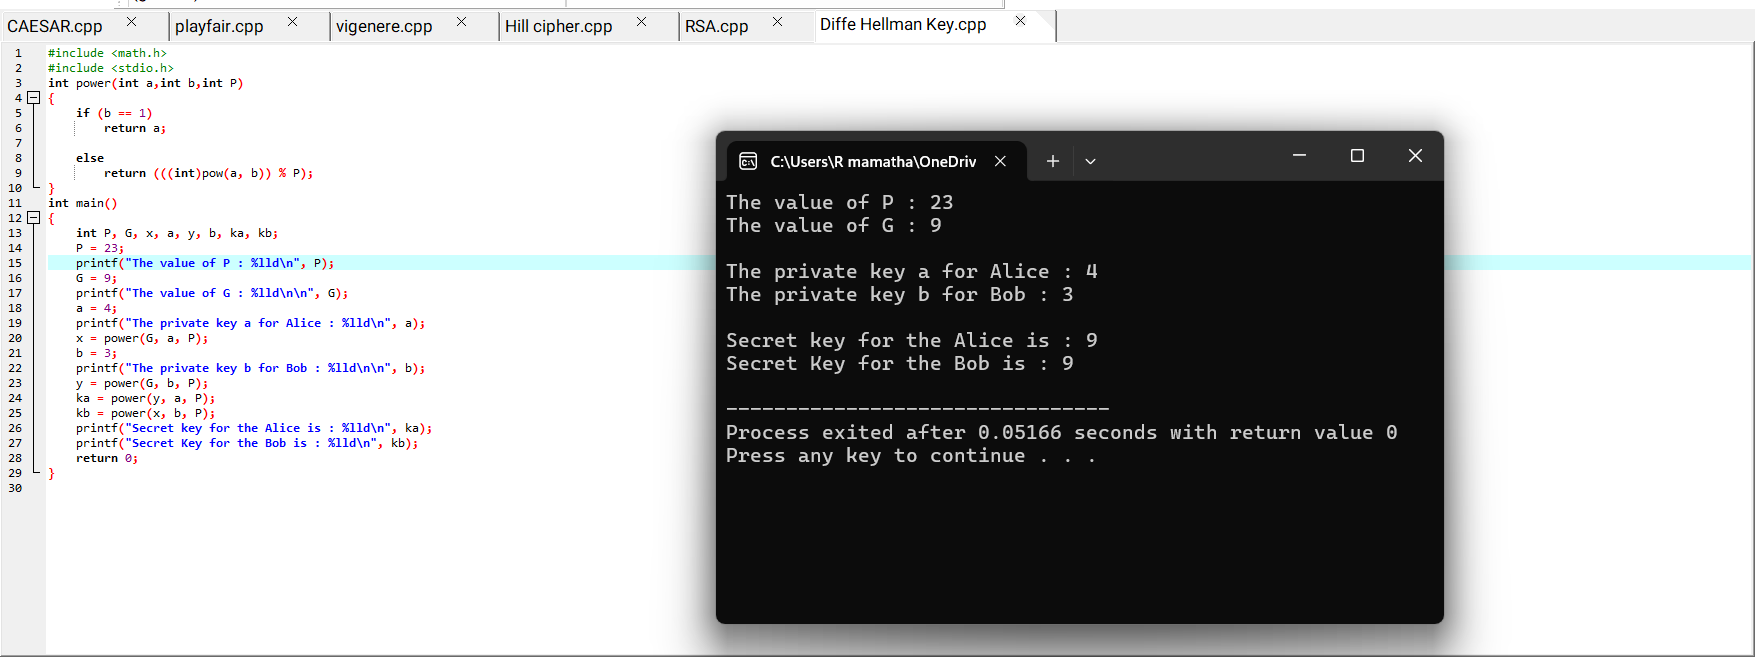 CAESAR.cpp playfair.cpp vigenere.cpp Hill cipher.cpp RSA.cpp Diffe Hellman Key.cpp
1 #include <math.h>
2 #include <stdio.h>
3 int power(int a,int b,int P)
4 {
5 if (b == 1)
6 return a;
7
8 else
9 return (((int)pow(a, b)) % P);
10 }
11 int main()
12 {
13 int P, G, x, a, y, b, ka, kb;
14 P = 23;
15 printf("The value of P : %lld\n", P);
16 G = 9;
17 printf("The value of G : %lld\n\n", G);
18 a = 4;
19 printf("The private key a for Alice : %lld\n", a);
20 x = power(G, a, P);
21 b = 3;
22 printf("The private key b for Bob : %lld\n\n", b);
23 y = power(G, b, P);
24 ka = power(y, a, P);
25 kb = power(x, b, P);
26 printf("Secret key for the Alice is : %lld\n", ka);
27 printf("Secret Key for the Bob is : %lld\n", kb);
28 return 0;
29 }
30
C:\Users\R mamatha\OneDriv
The value of P : 23
The value of G : 9
The private key a for Alice : 4
The private key b for Bob : 3
Secret key for the Alice is : 9
Secret Key for the Bob is : 9
--------------------------------
Process exited after 0.05166 seconds with return value 0
Press any key to continue . . .